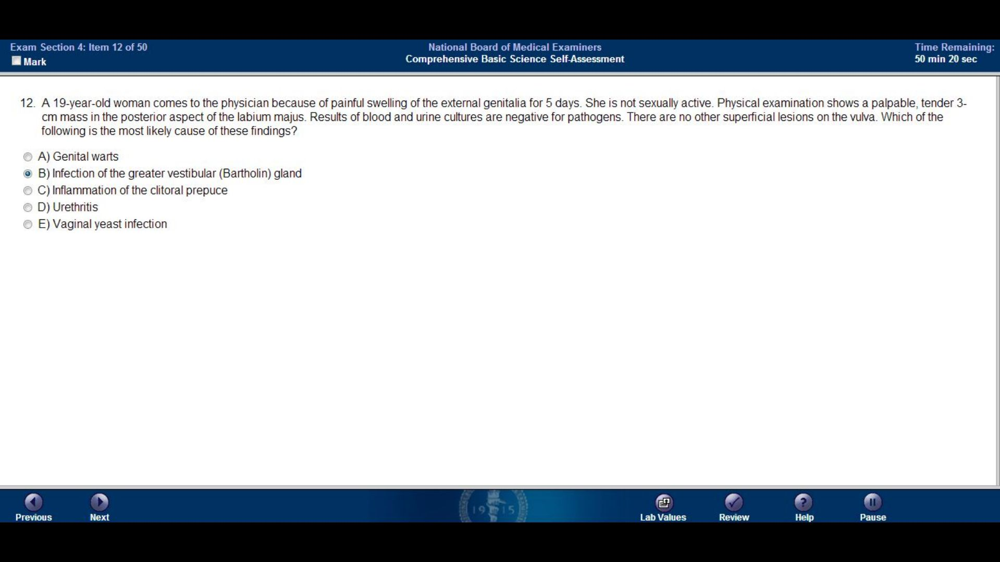 Exam Section 4: Item 12 of 50
Mark
National Board of Medical Examiners
Comprehensive Basic Science Self-Assessment
Time Remaining:
50 min 20 sec
12. A 19-year-old woman comes to the physician because of painful swelling of the external genitalia for 5 days. She is not sexually active. Physical examination shows a palpable, tender 3-
cm mass in the posterior aspect of the labium majus. Results of blood and urine cultures are negative for pathogens. There are no other superficial lesions on the vulva. Which of the
following is the most likely cause of these findings?
A) Genital warts
B) Infection of the greater vestibular (Bartholin) gland
C) Inflammation of the clitoral prepuce
D) Urethritis
E) Vaginal yeast infection
1915
Previous
Next
Lab Values
Review
Help
Pause